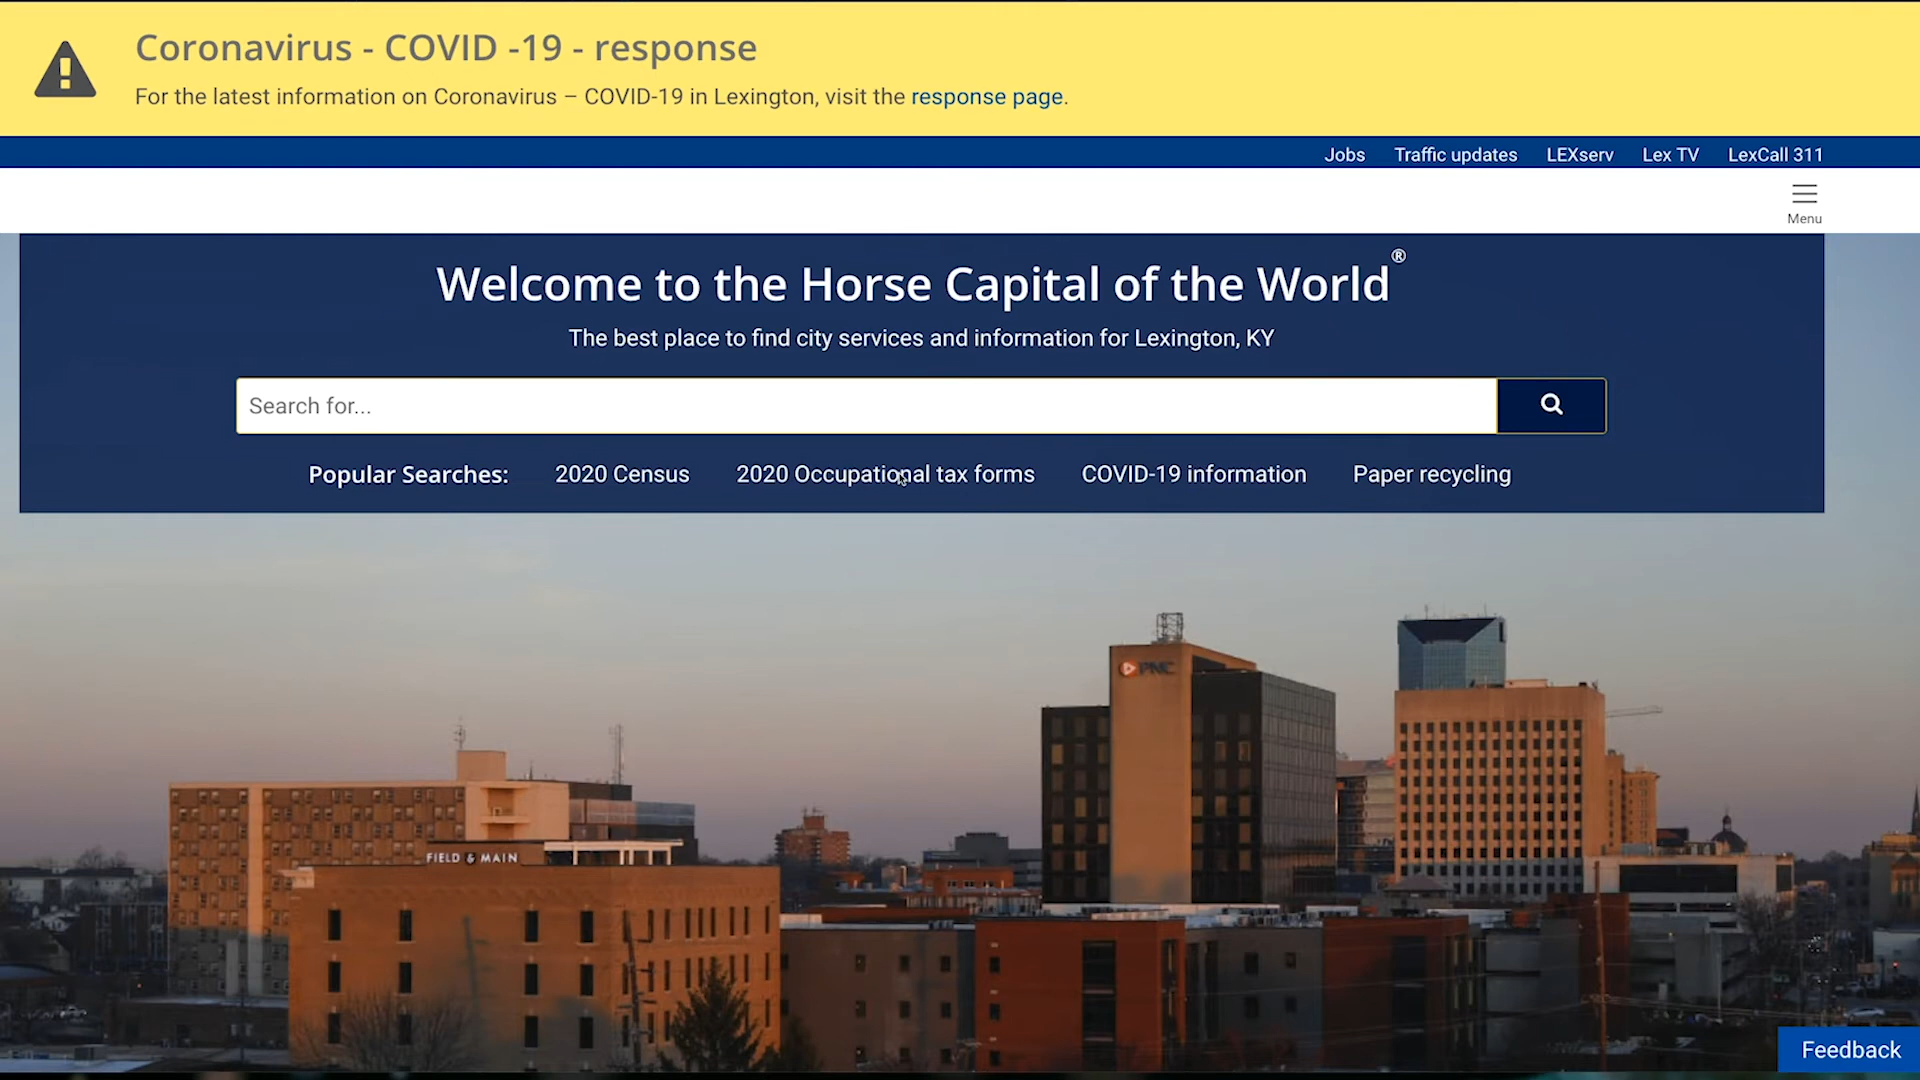 Coronavirus - COVID -19 - response
For the latest information on Coronavirus – COVID-19 in Lexington, visit the response page.
Jobs Traffic updates LEXserv Lex TV LexCall 311
Menu
Welcome to the Horse Capital of the World®
The best place to find city services and information for Lexington, KY
Search for...
Popular Searches: 2020 Census 2020 Occupational tax forms COVID-19 information Paper recycling
PNC
FIELD & MAIN
Feedback